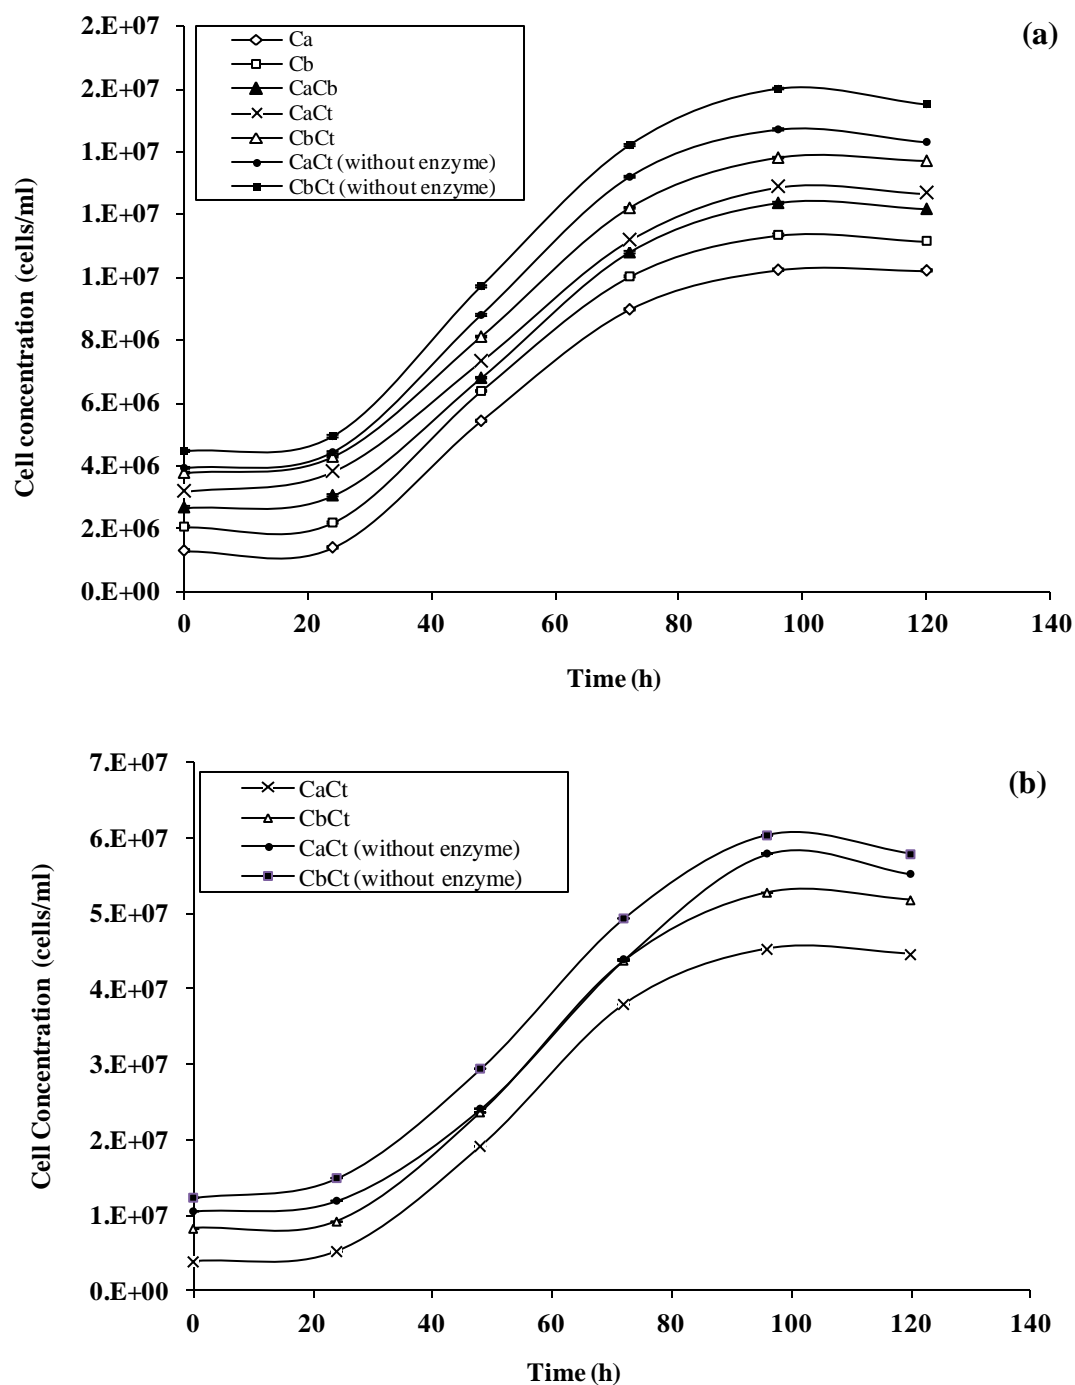 (a)
2.E+07
2.E+07
1.E+07
1.E+07
1.E+07
8.E+06
6.E+06
4.E+06
2.E+06
0.E+00
Cell concentration (cells/ml)
Ca
Cb
CaCb
CaCt
CbCt
CaCt (without enzyme)
CbCt (without enzyme)
0 20 40 60 80 100 120 140
Time (h)
(b)
7.E+07
6.E+07
5.E+07
4.E+07
3.E+07
2.E+07
1.E+07
0.E+00
Cell Concentration (cells/ml)
CaCt
CbCt
CaCt (without enzyme)
CbCt (without enzyme)
0 20 40 60 80 100 120 140
Time (h)